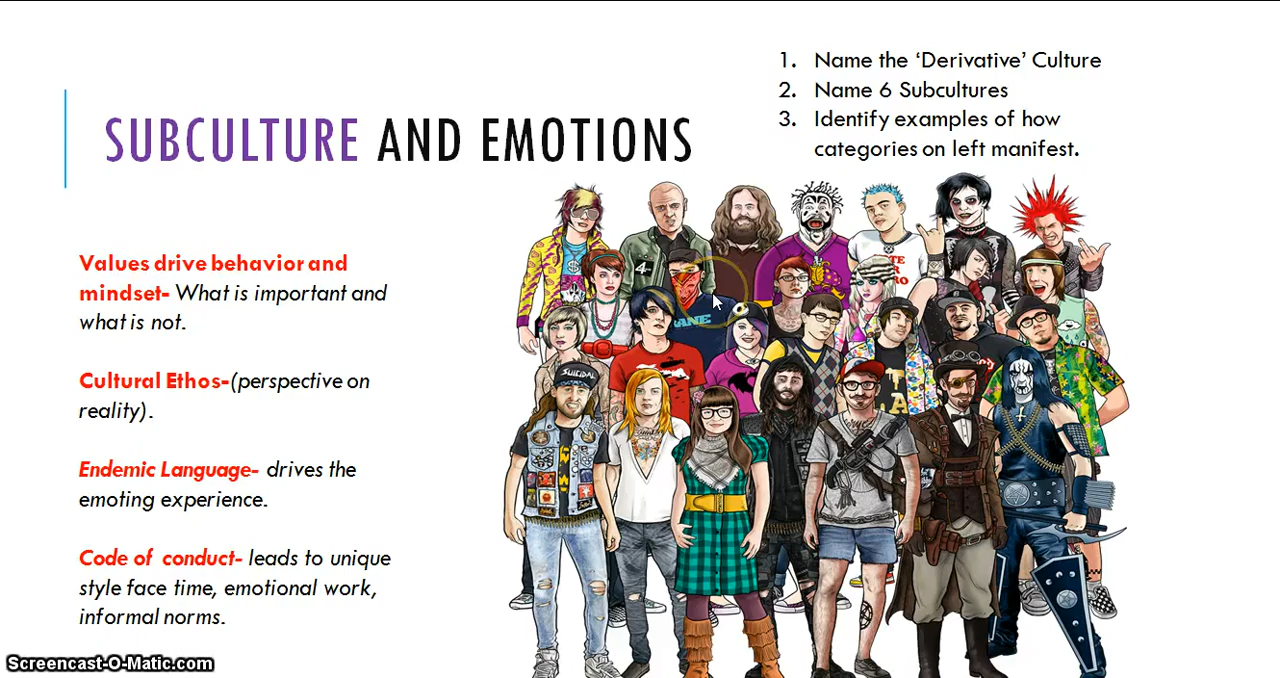 1. Name the ‘Derivative’ Culture
2. Name 6 Subcultures
3. Identify examples of how
categories on left manifest.
SUBCULTURE AND EMOTIONS
Values drive behavior and
mindset- What is important and
what is not.
Cultural Ethos-(perspective on
reality).
Endemic Language- drives the
emoting experience.
Code of conduct- leads to unique
style face time, emotional work,
informal norms.
4
SUICIDAL
Screencast-O-Matic.com